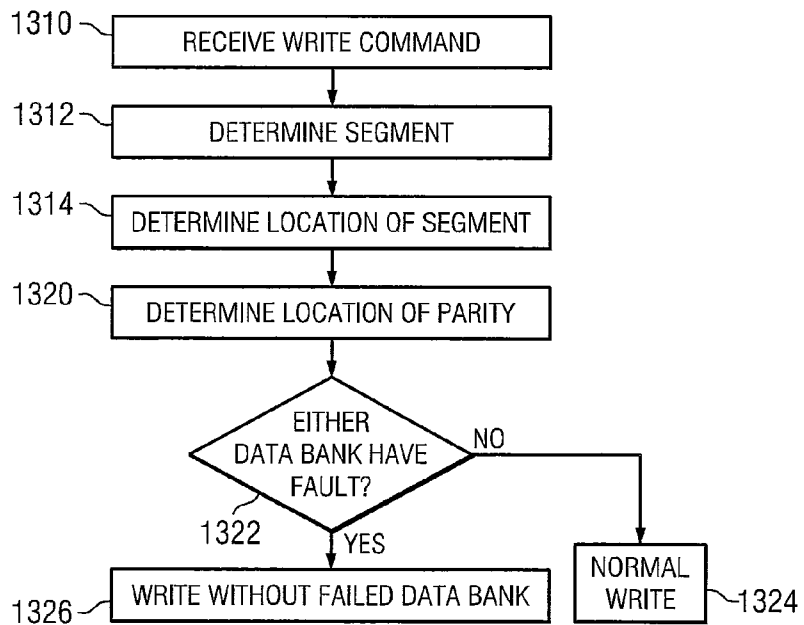 1310
RECEIVE WRITE COMMAND
1312
DETERMINE SEGMENT
1314
DETERMINE LOCATION OF SEGMENT
1320
DETERMINE LOCATION OF PARITY
EITHER
DATA BANK HAVE
FAULT?
NO
1322
YES
1326
WRITE WITHOUT FAILED DATA BANK
NORMAL
WRITE
1324